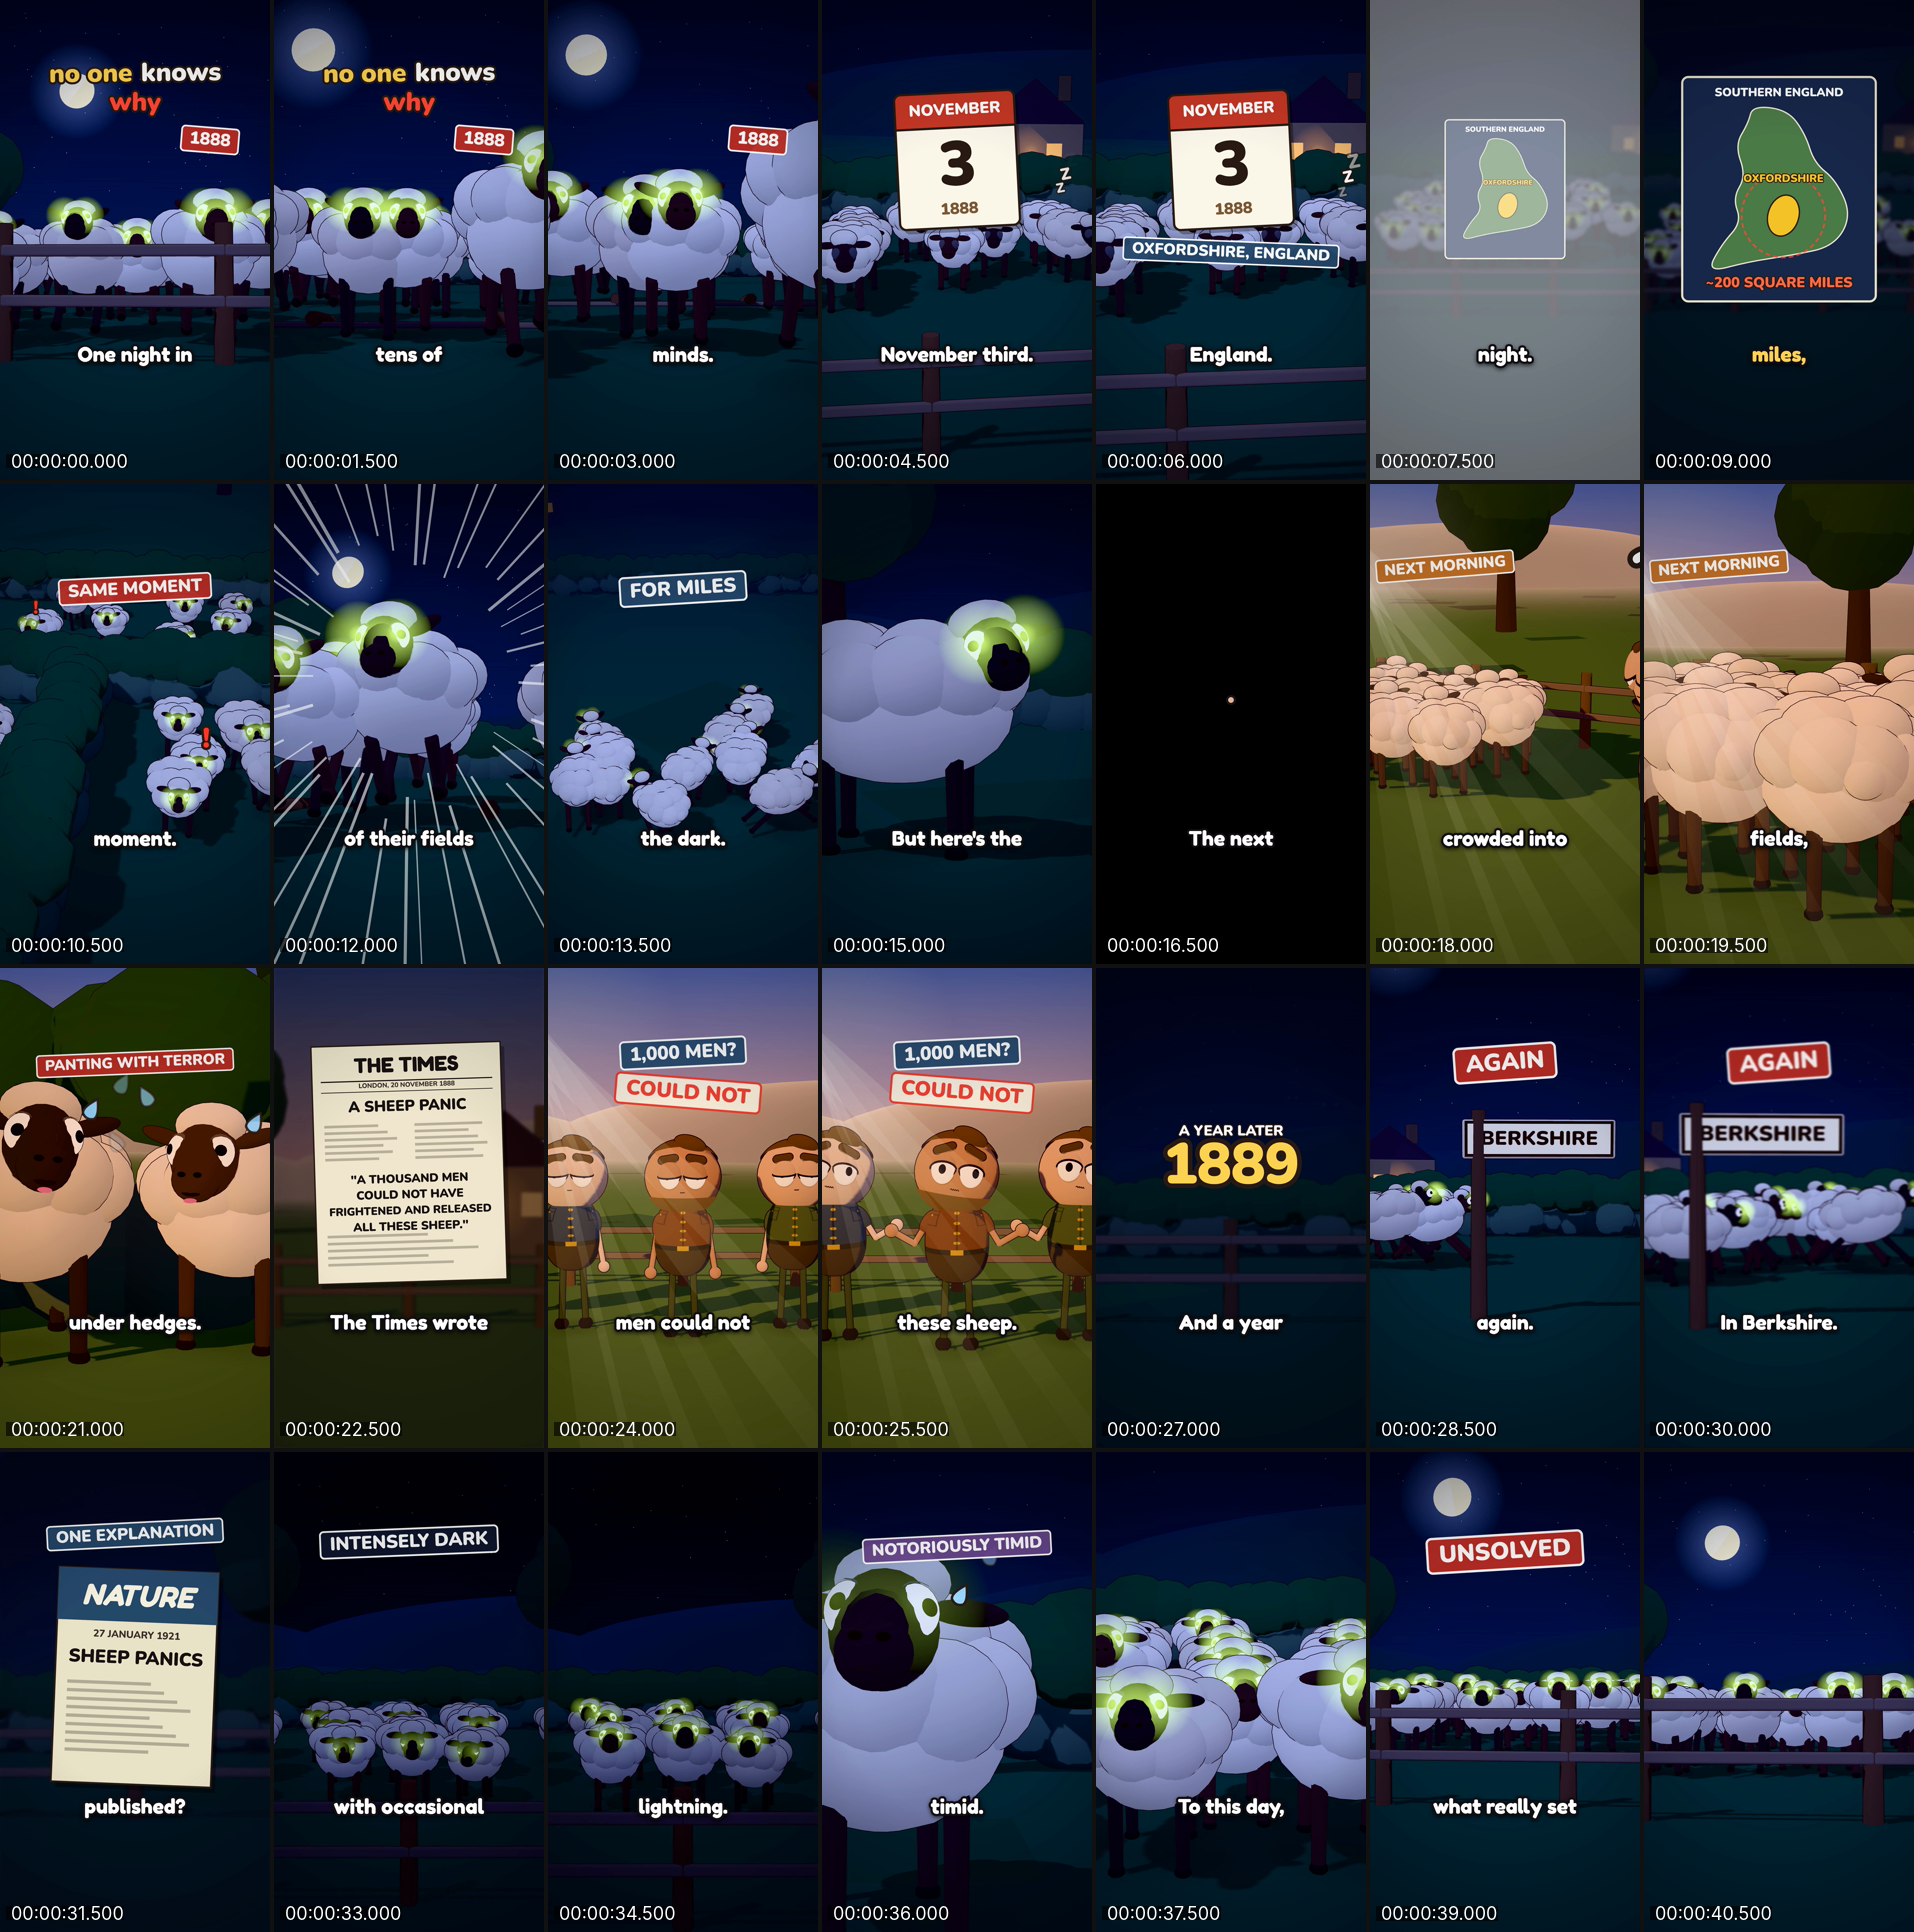 no one knows
why
1888
One night in
00:00:00.000
no one knows
why
1888
tens of
00:00:01.500
1888
minds.
00:00:03.000
NOVEMBER
3
1888
z
z
November third.
00:00:04.500
NOVEMBER
3
1888
z
z
z
OXFORDSHIRE, ENGLAND
England.
00:00:06.000
SOUTHERN ENGLAND
OXFORDSHIRE
night.
00:00:07.500
SOUTHERN ENGLAND
OXFORDSHIRE
~200 SQUARE MILES
miles,
00:00:09.000
SAME MOMENT
!
!
moment.
00:00:10.500
of their fields
00:00:12.000
FOR MILES
the dark.
00:00:13.500
But here's the
00:00:15.000
The next
00:00:16.500
NEXT MORNING
crowded into
00:00:18.000
NEXT MORNING
fields,
00:00:19.500
PANTING WITH TERROR
under hedges.
00:00:21.000
THE TIMES
LONDON, 20 NOVEMBER 1888
A SHEEP PANIC
"A THOUSAND MEN
COULD NOT HAVE
FRIGHTENED AND RELEASED
ALL THESE SHEEP."
The Times wrote
00:00:22.500
1,000 MEN?
COULD NOT
men could not
00:00:24.000
1,000 MEN?
COULD NOT
these sheep.
00:00:25.500
A YEAR LATER
1889
And a year
00:00:27.000
AGAIN
BERKSHIRE
again.
00:00:28.500
AGAIN
BERKSHIRE
In Berkshire.
00:00:30.000
ONE EXPLANATION
NATURE
27 JANUARY 1921
SHEEP PANICS
published?
00:00:31.500
INTENSELY DARK
with occasional
00:00:33.000
lightning.
00:00:34.500
NOTORIOUSLY TIMID
timid.
00:00:36.000
To this day,
00:00:37.500
UNSOLVED
what really set
00:00:39.000
00:00:40.500